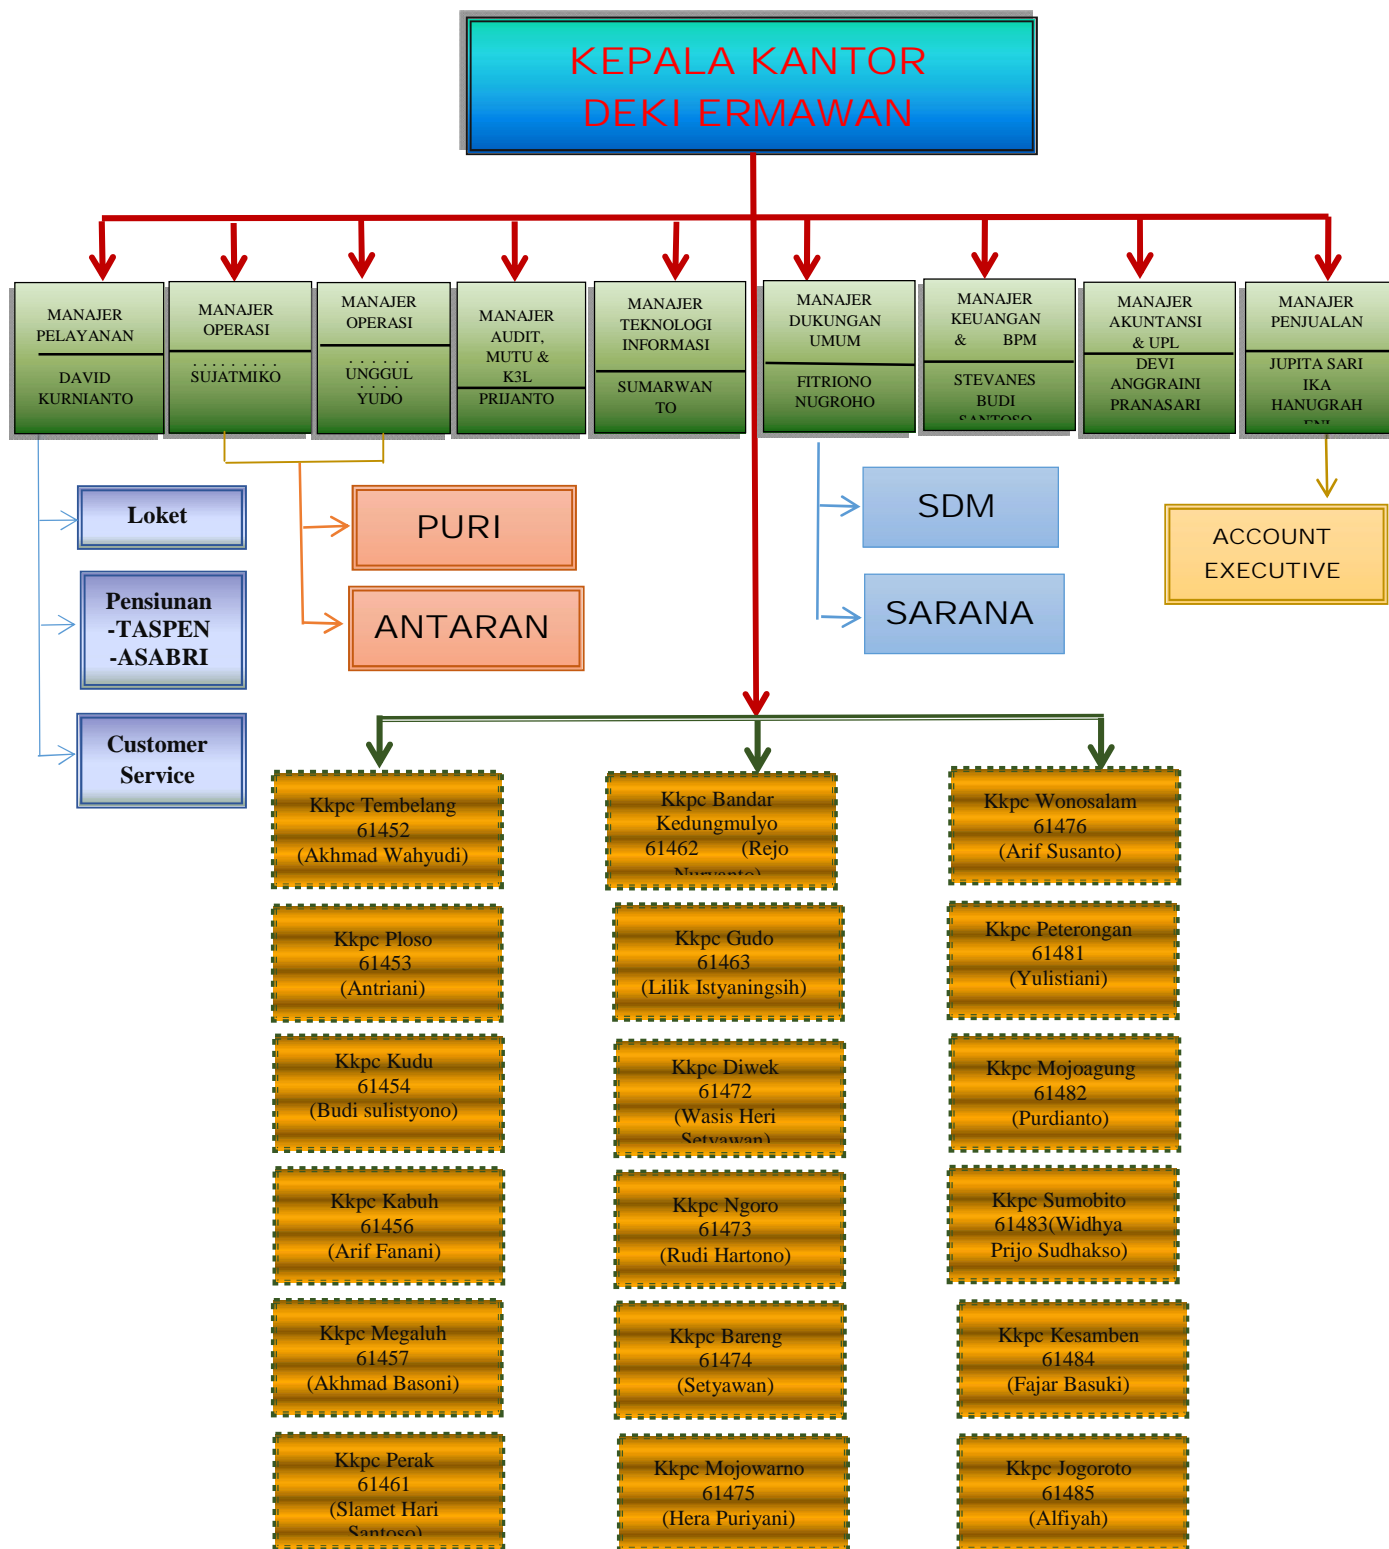 KEPALA KANTOR
DEKI ERMAWAN
MANAJER
PELAYANAN
DAVID
KURNIANTO
MANAJER
OPERASI
. . . . . . . . .
SUJATMIKO
MANAJER
OPERASI
. . . . . .
UNGGUL
. . . .
YUDO
MANAJER
AUDIT,
MUTU &
K3L
PRIJANTO
MANAJER
TEKNOLOGI
INFORMASI
SUMARWAN
TO
MANAJER
DUKUNGAN
UMUM
FITRIONO
NUGROHO
MANAJER
KEUANGAN
& BPM
STEVANES
BUDI
SANTOSO
MANAJER
AKUNTANSI
& UPL
DEVI
ANGGRAINI
PRANASARI
MANAJER
PENJUALAN
JUPITA SARI
IKA
HANUGRAH
ENI
Loket
Pensiunan
-TASPEN
-ASABRI
Customer
Service
PURI
ANTARAN
SDM
SARANA
ACCOUNT
EXECUTIVE
Kkpc Tembelang
61452
(Akhmad Wahyudi)
Kkpc Ploso
61453
(Antriani)
Kkpc Kudu
61454
(Budi sulistyono)
Kkpc Kabuh
61456
(Arif Fanani)
Kkpc Megaluh
61457
(Akhmad Basoni)
Kkpc Perak
61461
(Slamet Hari
Santoso)
Kkpc Bandar
Kedungmulyo
61462 (Rejo
Nuryanto)
Kkpc Gudo
61463
(Lilik Istyaningsih)
Kkpc Diwek
61472
(Wasis Heri
Setyawan)
Kkpc Ngoro
61473
(Rudi Hartono)
Kkpc Bareng
61474
(Setyawan)
Kkpc Mojowarno
61475
(Hera Puriyani)
Kkpc Wonosalam
61476
(Arif Susanto)
Kkpc Peterongan
61481
(Yulistiani)
Kkpc Mojoagung
61482
(Purdianto)
Kkpc Sumobito
61483(Widhya
Prijo Sudhakso)
Kkpc Kesamben
61484
(Fajar Basuki)
Kkpc Jogoroto
61485
(Alfiyah)